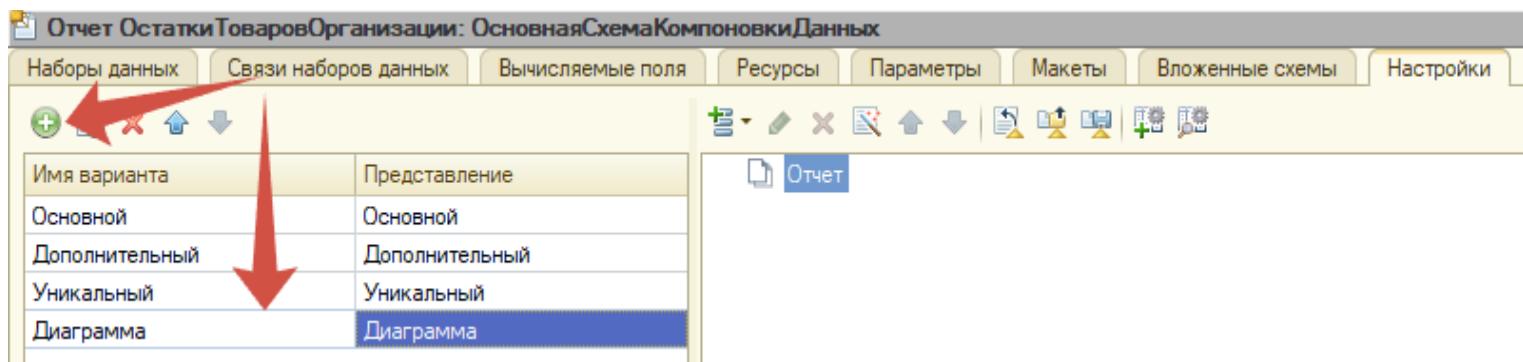 Отчет ОстаткиТоваровОрганизации: ОсновнаяСхемаКомпоновкиДанных
Наборы данных Связи наборов данных Вычисляемые поля Ресурсы Параметры Макеты Вложенные схемы Настройки
Имя варианта Представление
Отчет
Основной Основной
Дополнительный Дополнительный
Уникальный Уникальный
Диаграмма Диаграмма